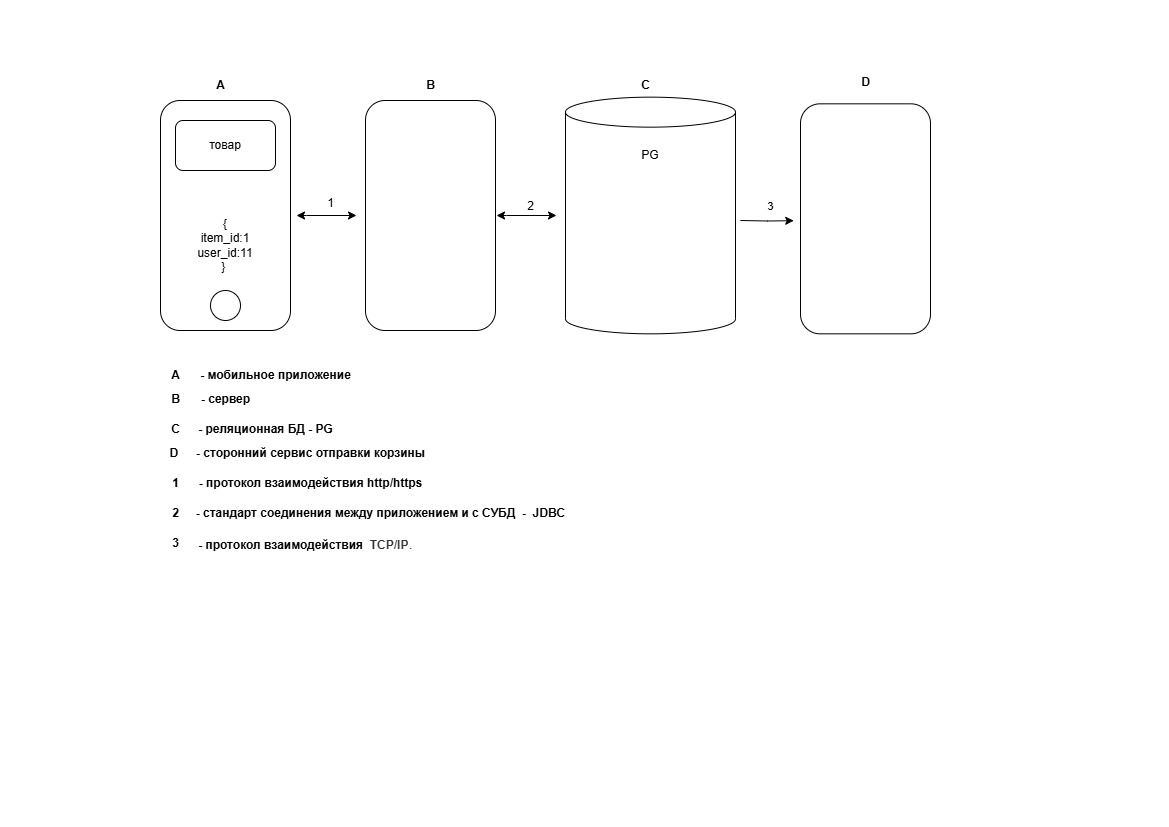 A
B
C
D
товар
PG
1
2
3
{
item_id:1
user_id:11
}
A - мобильное приложение
B - сервер
C - реляционная БД - PG
D - сторонний сервис отправки корзины
1 - протокол взаимодействия http/https
2 - стандарт соединения между приложением и с СУБД - JDBC
3 - протокол взаимодействия TCP/IP.